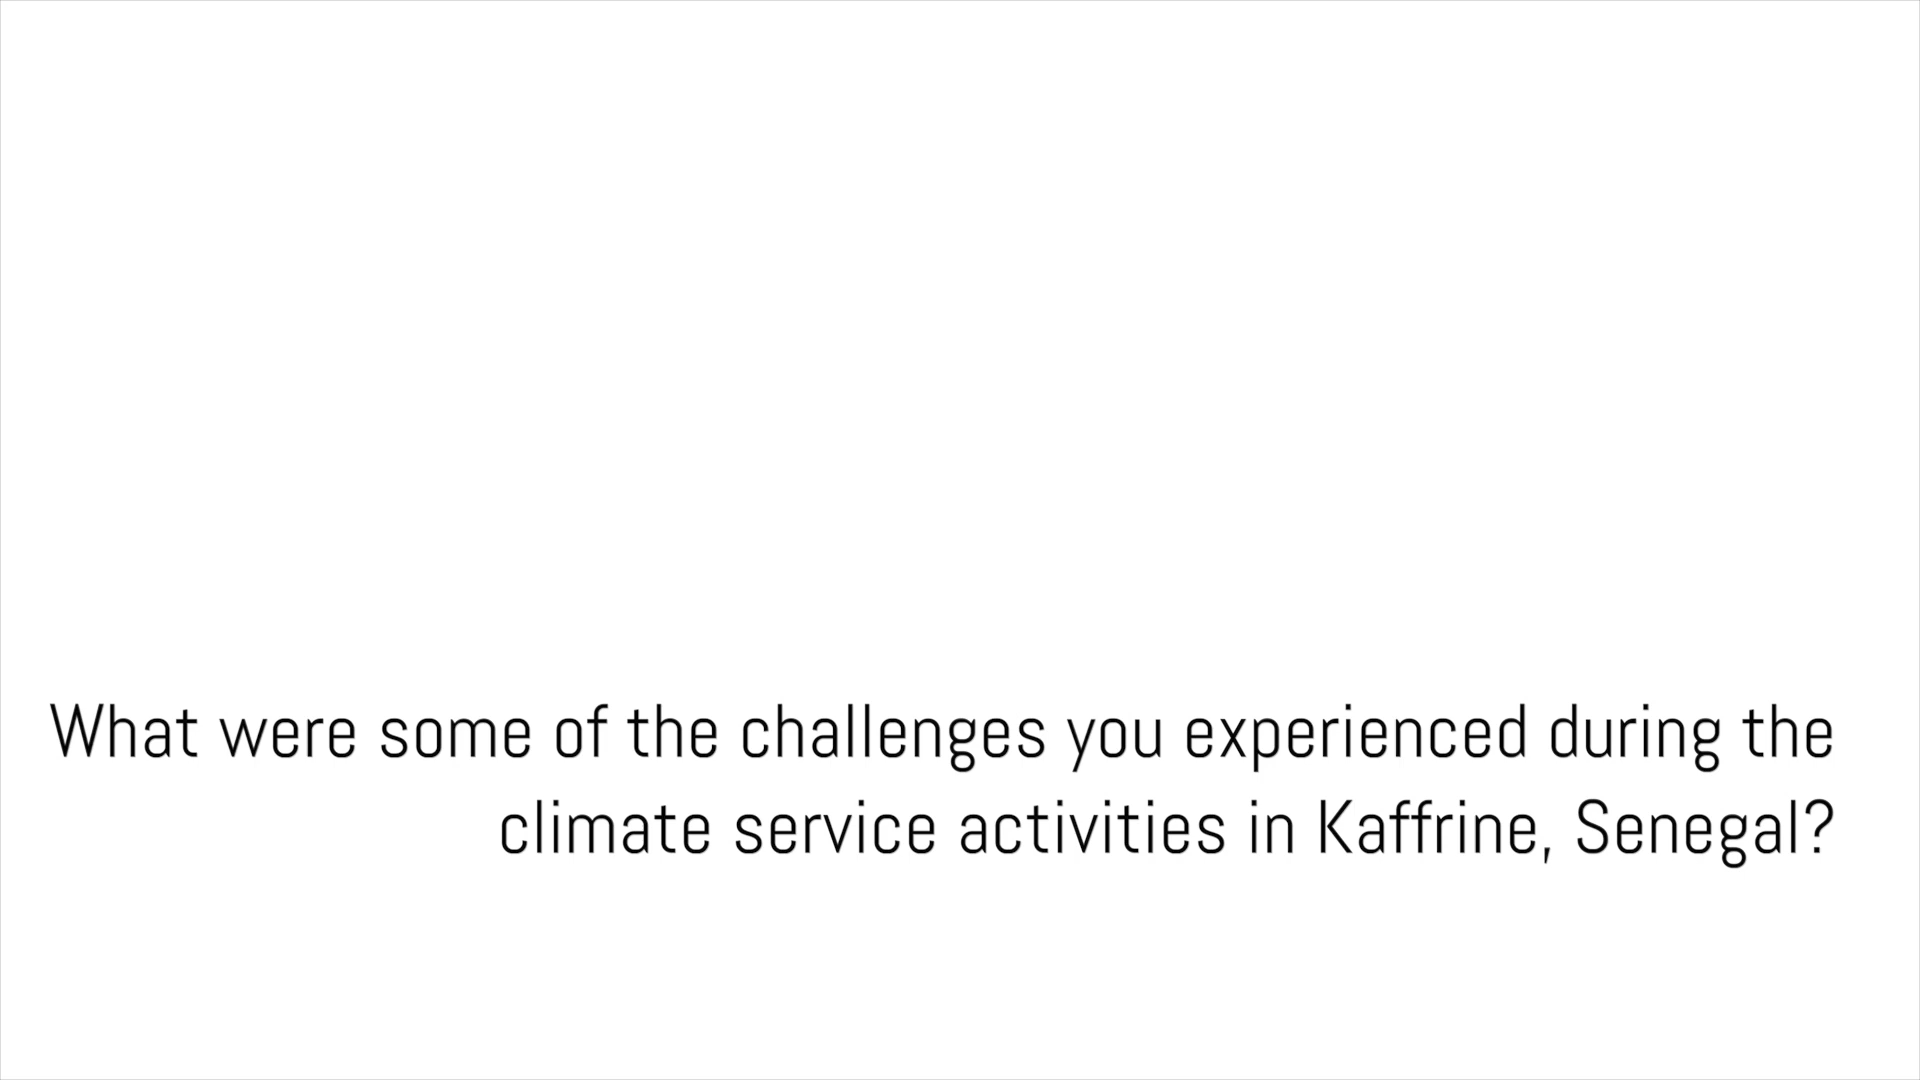 What were some of the challenges you experienced during the
climate service activities in Kaffrine, Senegal?